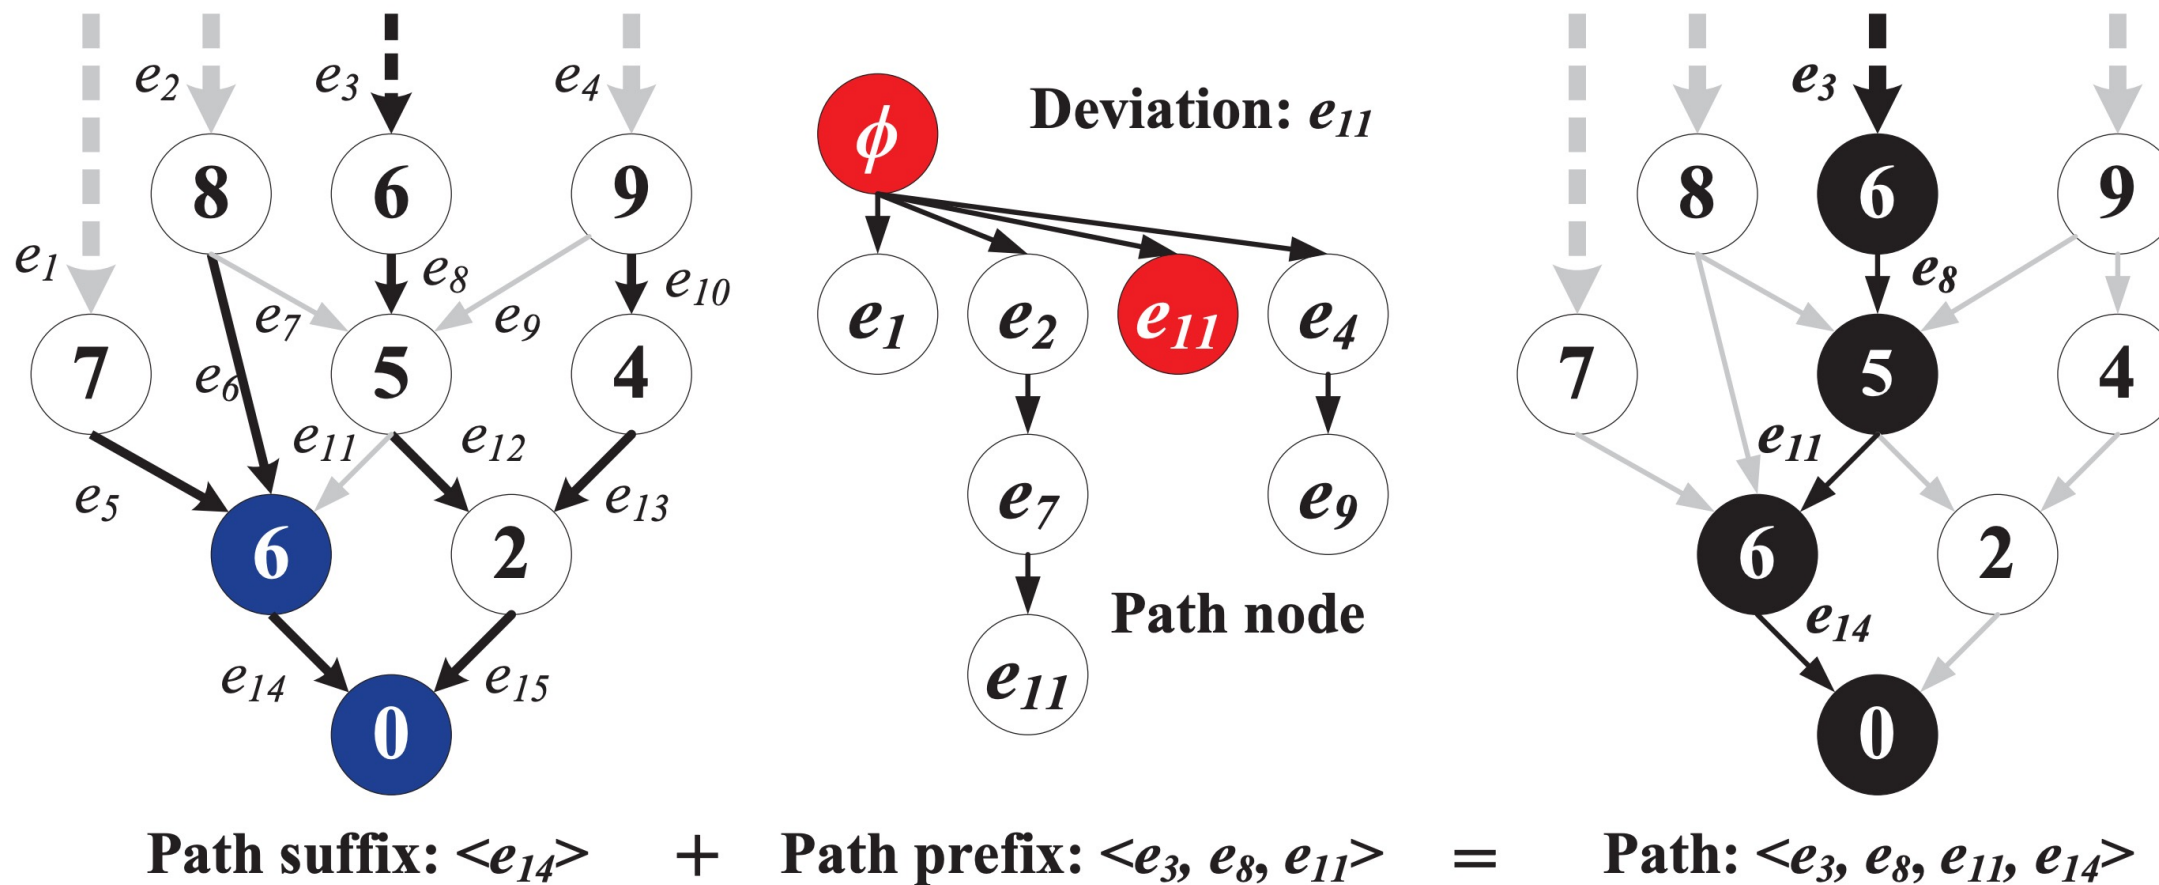 e2 e3 e4 e3
ϕ Deviation: e11
8 6 9 8 6 9
e1 e8 e10 e8
e7 e9 e1 e2 e11 e4
7 e6 5 4 7 5 4
e11 e12 e11
e5 e13 e7 e9
6 2 6 2
Path node
e14 e15 e11 e14
0 0
Path suffix: <e14> + Path prefix: <e3, e8, e11> = Path: <e3, e8, e11, e14>